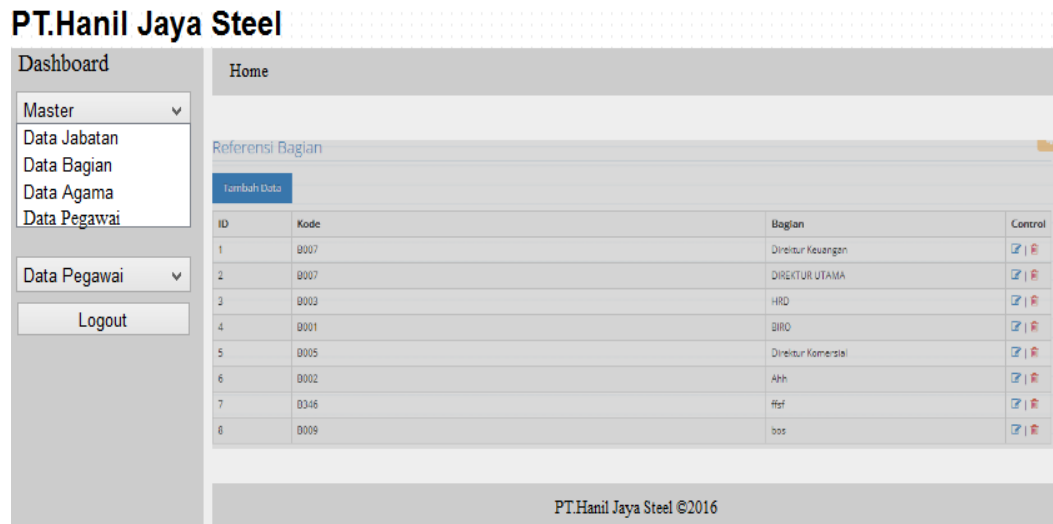 PT.Hanil Jaya Steel
Dashboard
Home
Master
Data Jabatan
Data Bagian
Data Agama
Data Pegawai
Data Pegawai
Logout
Referensi Bagian
Tambah Data
ID Kode Bagian Control
1 B007 Direktur Keuangan |
2 B007 DIREKTUR UTAMA |
3 B003 HRD |
4 B001 BIRO |
5 B005 Direktur Komersial |
6 B002 Ahh |
7 B346 ffsf |
8 B009 bos |
PT.Hanil Jaya Steel ©2016